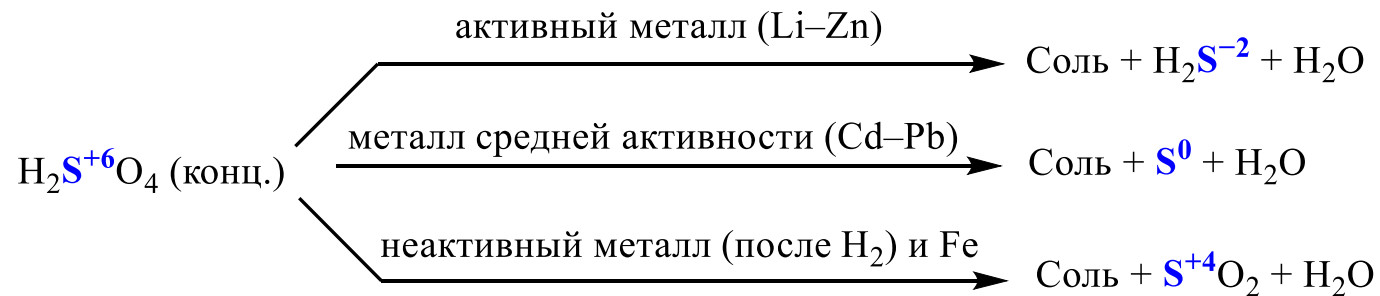 активный металл (Li–Zn)
Соль + H₂S⁻² + H₂O
металл средней активности (Cd–Pb)
H₂S⁺⁶O₄ (конц.)
Соль + S⁰ + H₂O
неактивный металл (после H₂) и Fe
Соль + S⁺⁴O₂ + H₂O